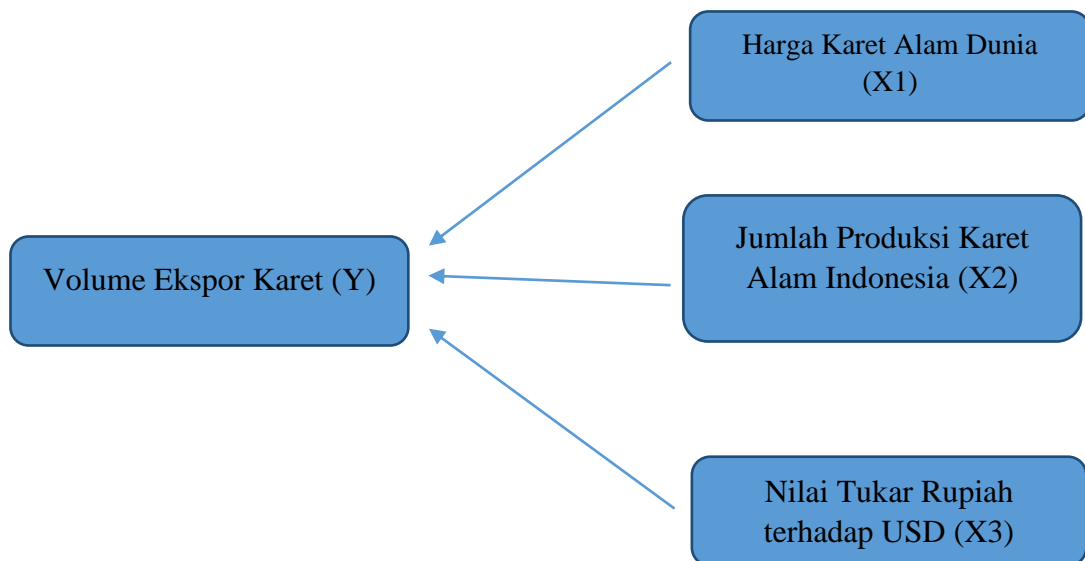 Harga Karet Alam Dunia
(X1)
Volume Ekspor Karet (Y)
Jumlah Produksi Karet
Alam Indonesia (X2)
Nilai Tukar Rupiah
terhadap USD (X3)